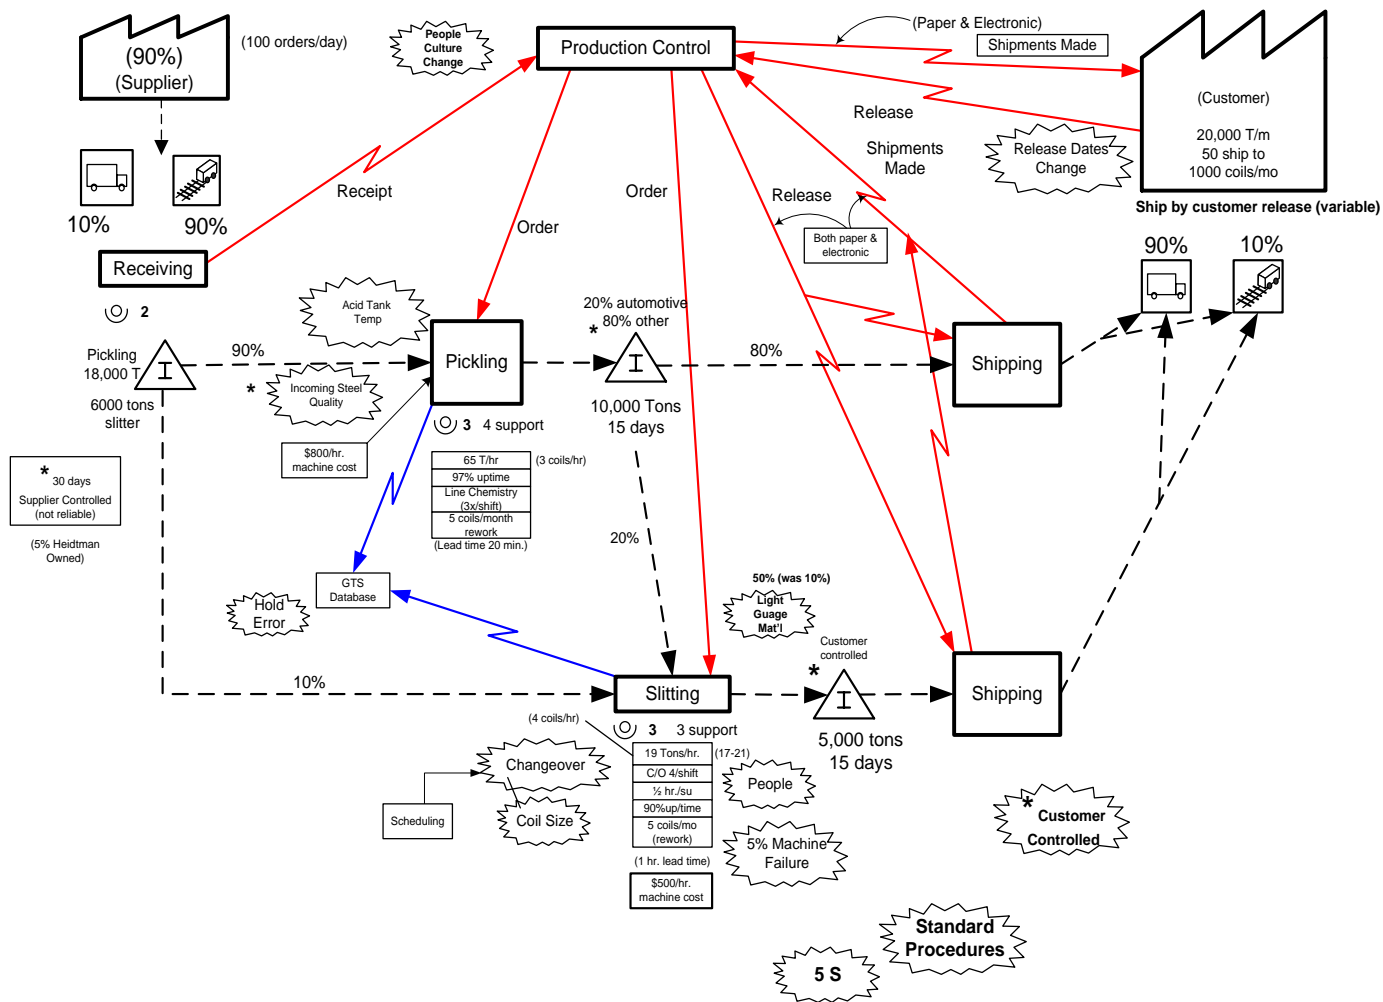 (90%)
(Supplier)
(100 orders/day)
People
Culture
Change
Production Control
(Paper & Electronic)
Shipments Made
(Customer)
20,000 T/m
50 ship to
1000 coils/mo
Release
Release Dates
Change
Shipments
Made
Ship by customer release (variable)
10%
90%
Receipt
Order
Order
Release
Both paper &
electronic
90%
10%
Receiving
2
Acid Tank
Temp
20% automotive
* 80% other
Pickling
18,000 T
I
6000 tons
slitter
90%
* Incoming Steel
Quality
Pickling
I
80%
Shipping
10,000 Tons
15 days
3 4 support
$800/hr.
machine cost
65 T/hr
(3 coils/hr)
97% uptime
Line Chemistry
(3x/shift)
5 coils/month
rework
(Lead time 20 min.)
* 30 days
Supplier Controlled
(not reliable)
(5% Heidtman
Owned)
20%
GTS
Database
Hold
Error
50% (was 10%)
Light
Guage
Mat'l
Customer
controlled
*
10%
Slitting
I
Shipping
(4 coils/hr)
3 3 support
5,000 tons
15 days
19 Tons/hr.
(17-21)
C/O 4/shift
½ hr./su
90%up/time
5 coils/mo
(rework)
(1 hr. lead time)
$500/hr.
machine cost
Changeover
Scheduling
Coil Size
People
5% Machine
Failure
* Customer
Controlled
Standard
Procedures
5 S